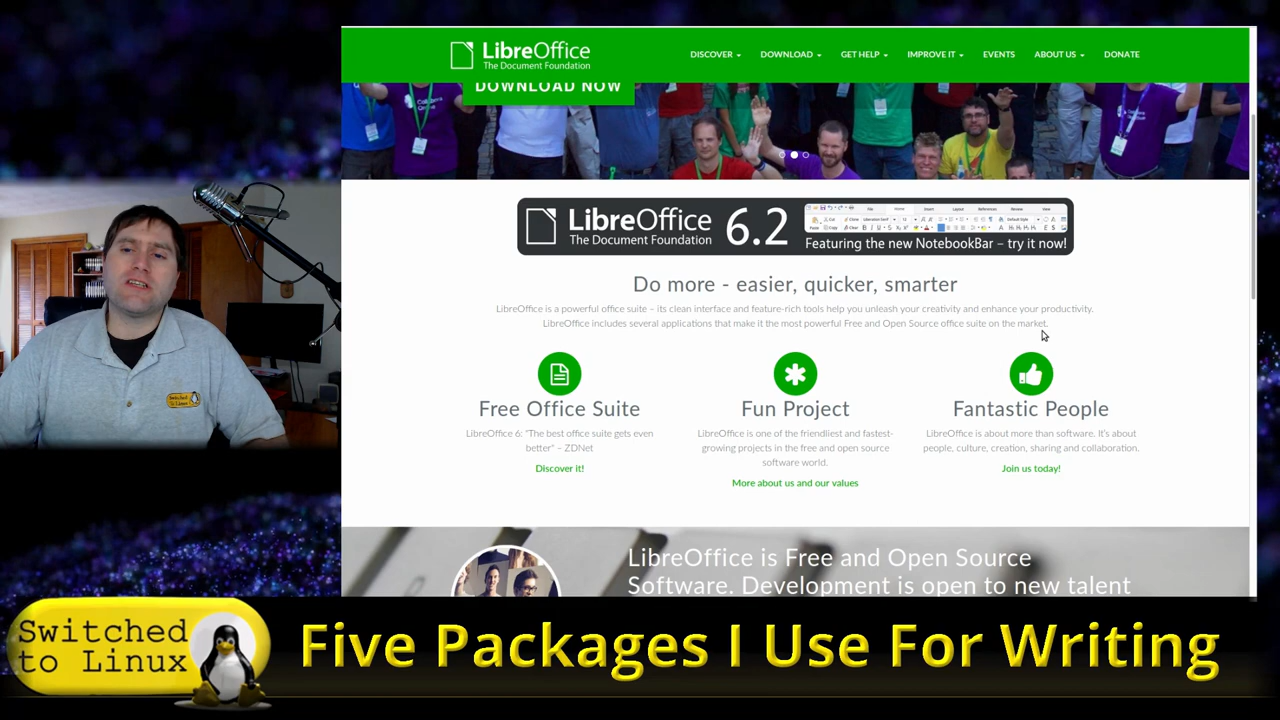 LibreOffice
The Document Foundation
DISCOVER DOWNLOAD GET HELP IMPROVE IT EVENTS ABOUT US DONATE
DOWNLOAD NOW
LibreOffice
The Document Foundation
6.2
Featuring the new NotebookBar – try it now!
Do more - easier, quicker, smarter
LibreOffice is a powerful office suite – its clean interface and feature-rich tools help you unleash your creativity and enhance your productivity.
LibreOffice includes several applications that make it the most powerful Free and Open Source office suite on the market.
Free Office Suite
LibreOffice 6: "The best office suite gets even
better" – ZDNet
Discover it!
Fun Project
LibreOffice is one of the friendliest and fastest-
growing projects in the free and open source
software world.
More about us and our values
Fantastic People
LibreOffice is about more than software. It's about
people, culture, creation, sharing and collaboration.
Join us today!
LibreOffice is Free and Open Source
Software. Development is open to new talent
Switched
to Linux
Five Packages I Use For Writing